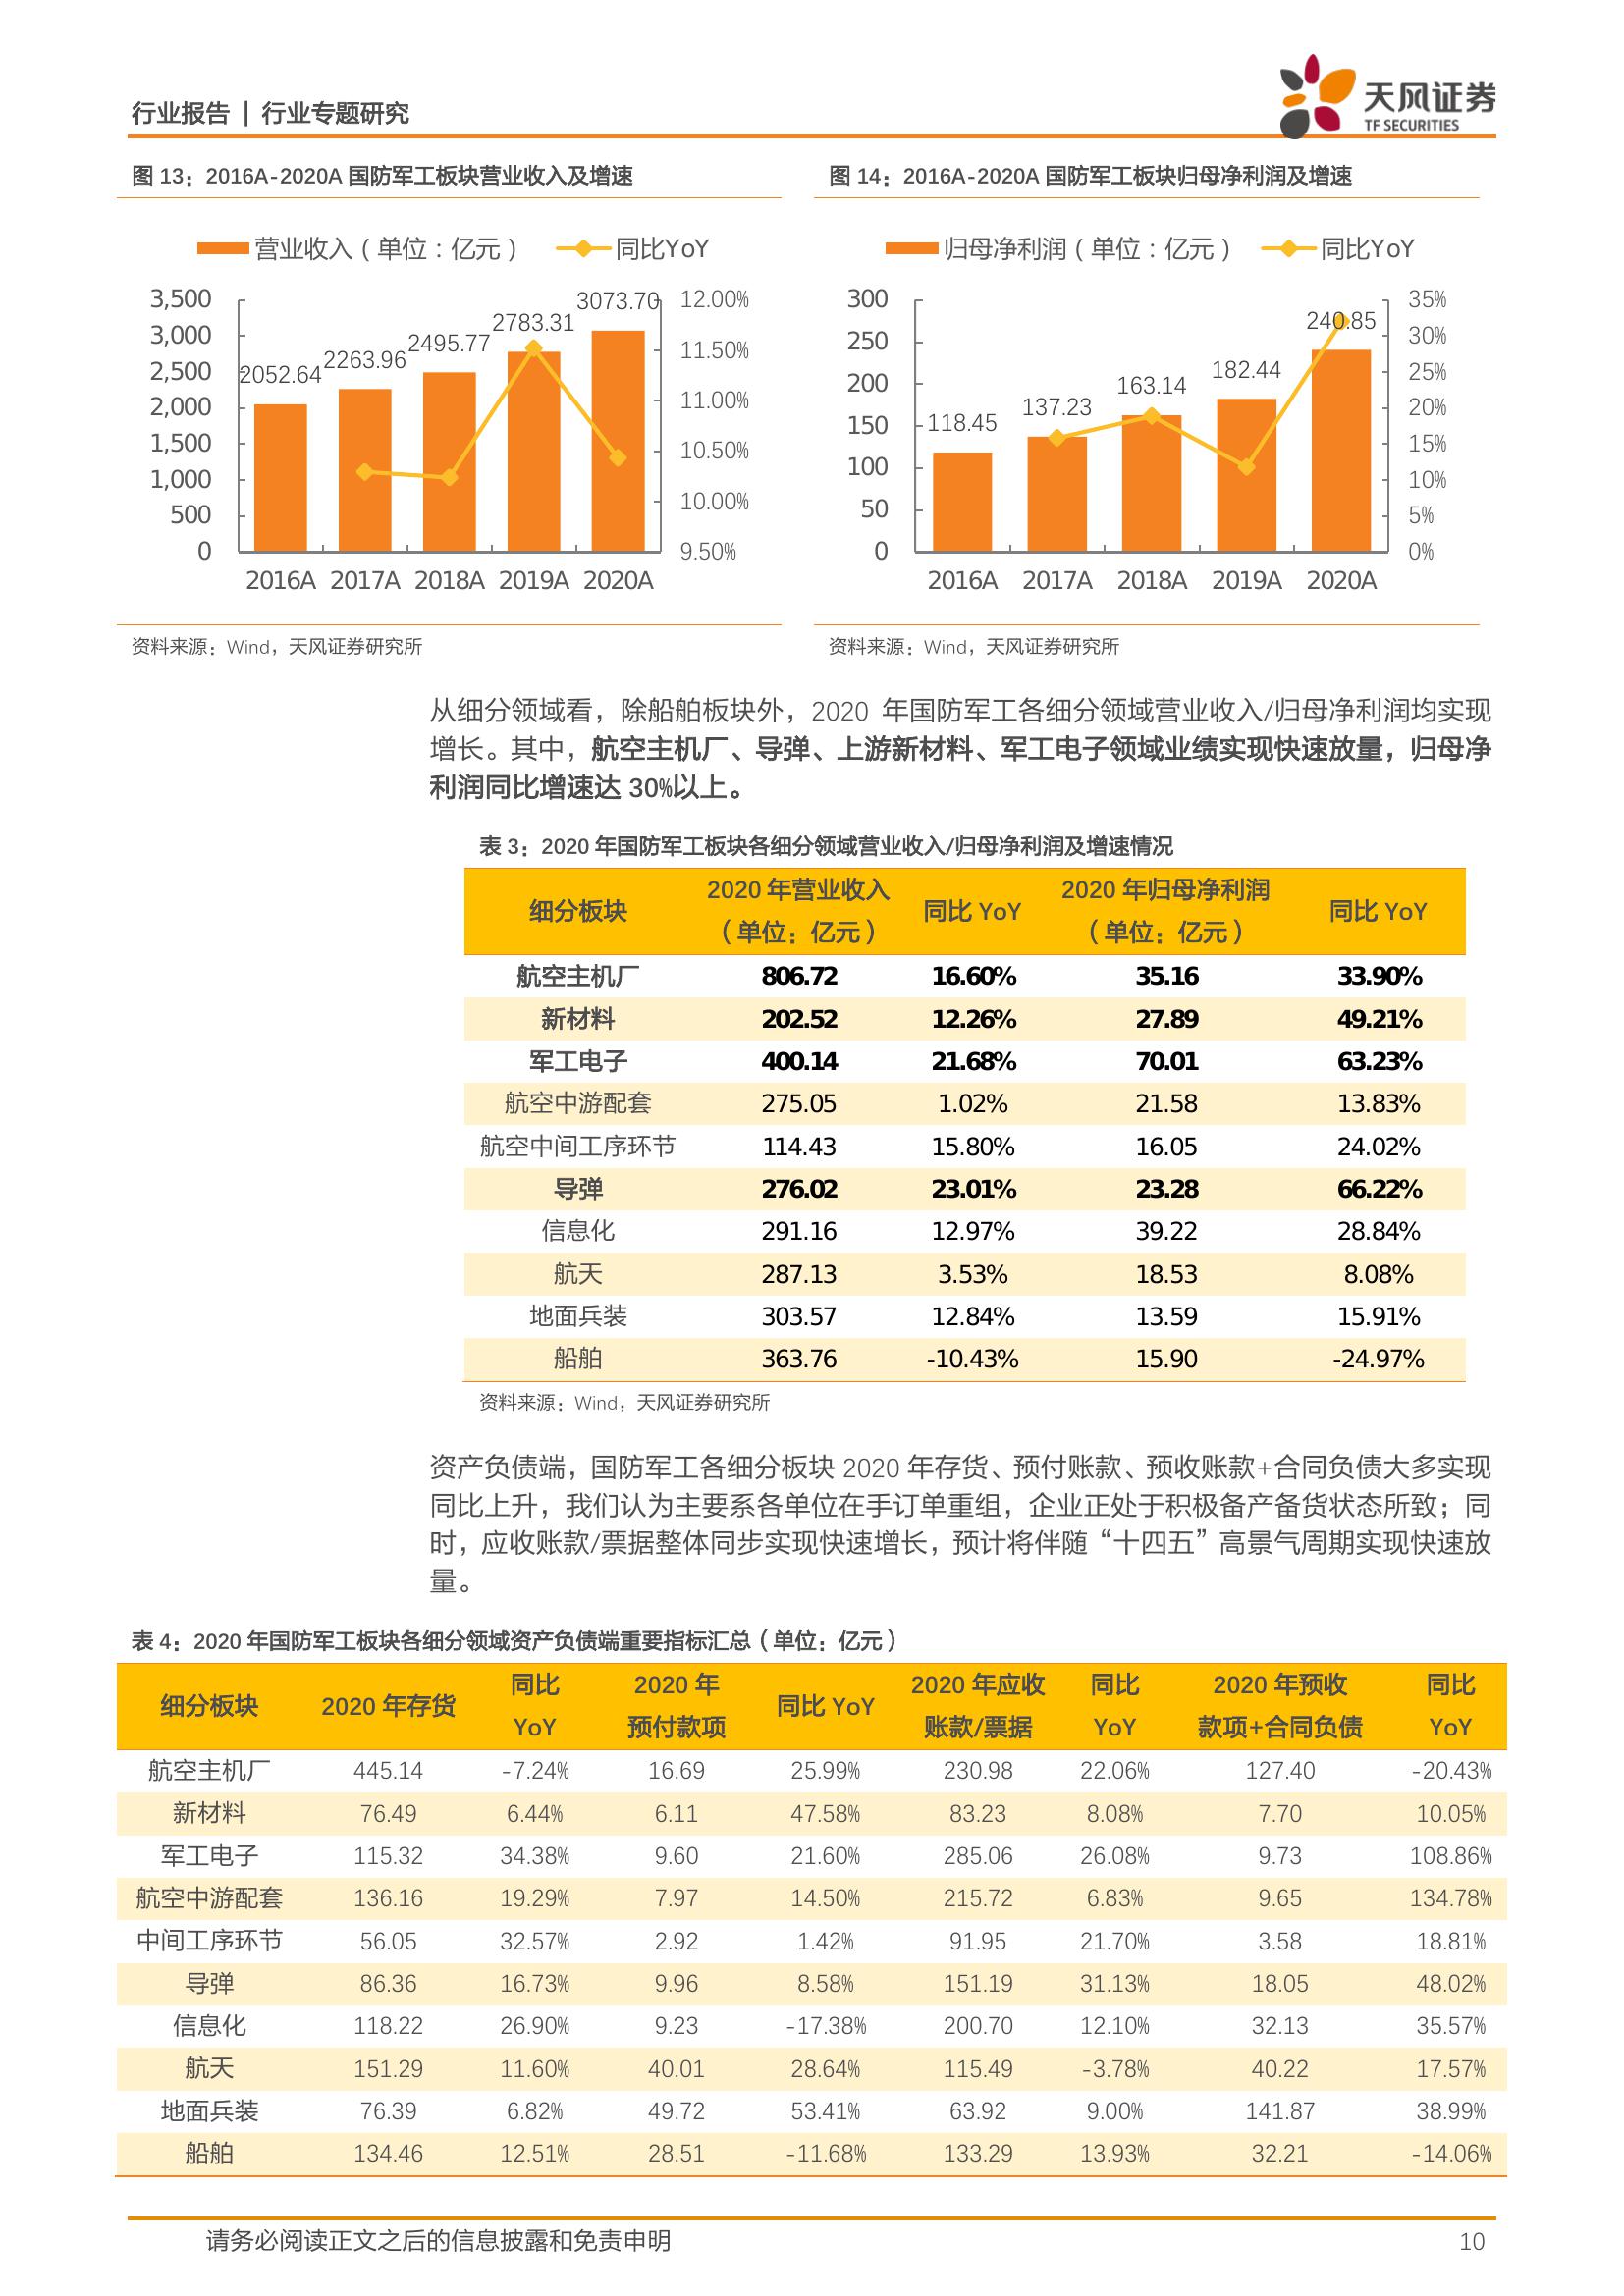 行业报告 | 行业专题研究
天风证券
TF SECURITIES
图 13：2016A-2020A 国防军工板块营业收入及增速
营业收入（单位：亿元） 同比YoY
3,500
3,000
2,500
2,000
1,500
1,000
500
0
2052.64 2263.96 2495.77 2783.31 3073.70
12.00%
11.50%
11.00%
10.50%
10.00%
9.50%
2016A 2017A 2018A 2019A 2020A
资料来源：Wind，天风证券研究所
图 14：2016A-2020A 国防军工板块归母净利润及增速
归母净利润（单位：亿元） 同比YoY
300
250
200
150
100
50
0
118.45 137.23 163.14 182.44 240.85
35%
30%
25%
20%
15%
10%
5%
0%
2016A 2017A 2018A 2019A 2020A
资料来源：Wind，天风证券研究所
从细分领域看，除船舶板块外，2020 年国防军工各细分领域营业收入/归母净利润均实现
增长。其中，航空主机厂、导弹、上游新材料、军工电子领域业绩实现快速放量，归母净
利润同比增速达 30%以上。
表 3：2020 年国防军工板块各细分领域营业收入/归母净利润及增速情况
细分板块 2020 年营业收入（单位：亿元） 同比 YoY 2020 年归母净利润（单位：亿元） 同比 YoY
航空主机厂 806.72 16.60% 35.16 33.90%
新材料 202.52 12.26% 27.89 49.21%
军工电子 400.14 21.68% 70.01 63.23%
航空中游配套 275.05 1.02% 21.58 13.83%
航空中间工序环节 114.43 15.80% 16.05 24.02%
导弹 276.02 23.01% 23.28 66.22%
信息化 291.16 12.97% 39.22 28.84%
航天 287.13 3.53% 18.53 8.08%
地面兵装 303.57 12.84% 13.59 15.91%
船舶 363.76 -10.43% 15.90 -24.97%
资料来源：Wind，天风证券研究所
资产负债端，国防军工各细分板块 2020 年存货、预付账款、预收账款+合同负债大多实现
同比上升，我们认为主要系各单位在手订单重组，企业正处于积极备产备货状态所致；同
时，应收账款/票据整体同步实现快速增长，预计将伴随“十四五”高景气周期实现快速放
量。
表 4：2020 年国防军工板块各细分领域资产负债端重要指标汇总（单位：亿元）
细分板块 2020 年存货 同比 YoY 2020 年预付款项 同比 YoY 2020 年应收账款/票据 同比 YoY 2020 年预收款项+合同负债 同比 YoY
航空主机厂 445.14 -7.24% 16.69 25.99% 230.98 22.06% 127.40 -20.43%
新材料 76.49 6.44% 6.11 47.58% 83.23 8.08% 7.70 10.05%
军工电子 115.32 34.38% 9.60 21.60% 285.06 26.08% 9.73 108.86%
航空中游配套 136.16 19.29% 7.97 14.50% 215.72 6.83% 9.65 134.78%
中间工序环节 56.05 32.57% 2.92 1.42% 91.95 21.70% 3.58 18.81%
导弹 86.36 16.73% 9.96 8.58% 151.19 31.13% 18.05 48.02%
信息化 118.22 26.90% 9.23 -17.38% 200.70 12.10% 32.13 35.57%
航天 151.29 11.60% 40.01 28.64% 115.49 -3.78% 40.22 17.57%
地面兵装 76.39 6.82% 49.72 53.41% 63.92 9.00% 141.87 38.99%
船舶 134.46 12.51% 28.51 -11.68% 133.29 13.93% 32.21 -14.06%
请务必阅读正文之后的信息披露和免责申明 10